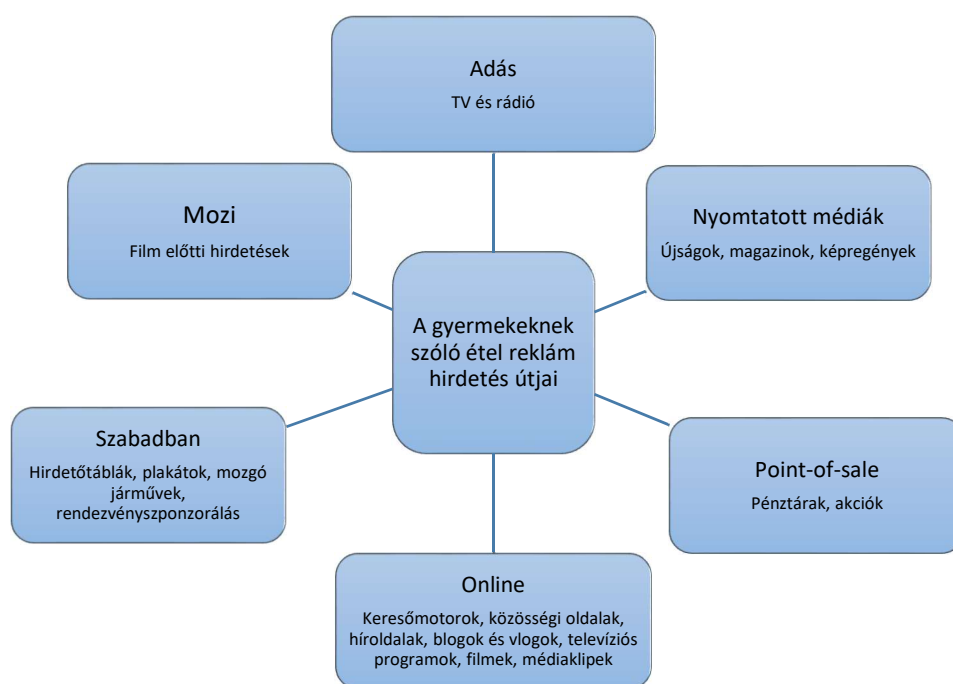 Adás
TV és rádió
Mozi
Film előtti hirdetések
Nyomtatott médiák
Újságok, magazinok, képregények
A gyermekeknek
szóló étel reklám
hirdetés útjai
Szabadban
Hirdetőtáblák, plakátok, mozgó
járművek,
rendezvényszponzorálás
Point-of-sale
Pénztárak, akciók
Online
Keresőmotorok, közösségi oldalak,
híroldalak, blogok és vlogok, televíziós
programok, filmek, médiaklipek